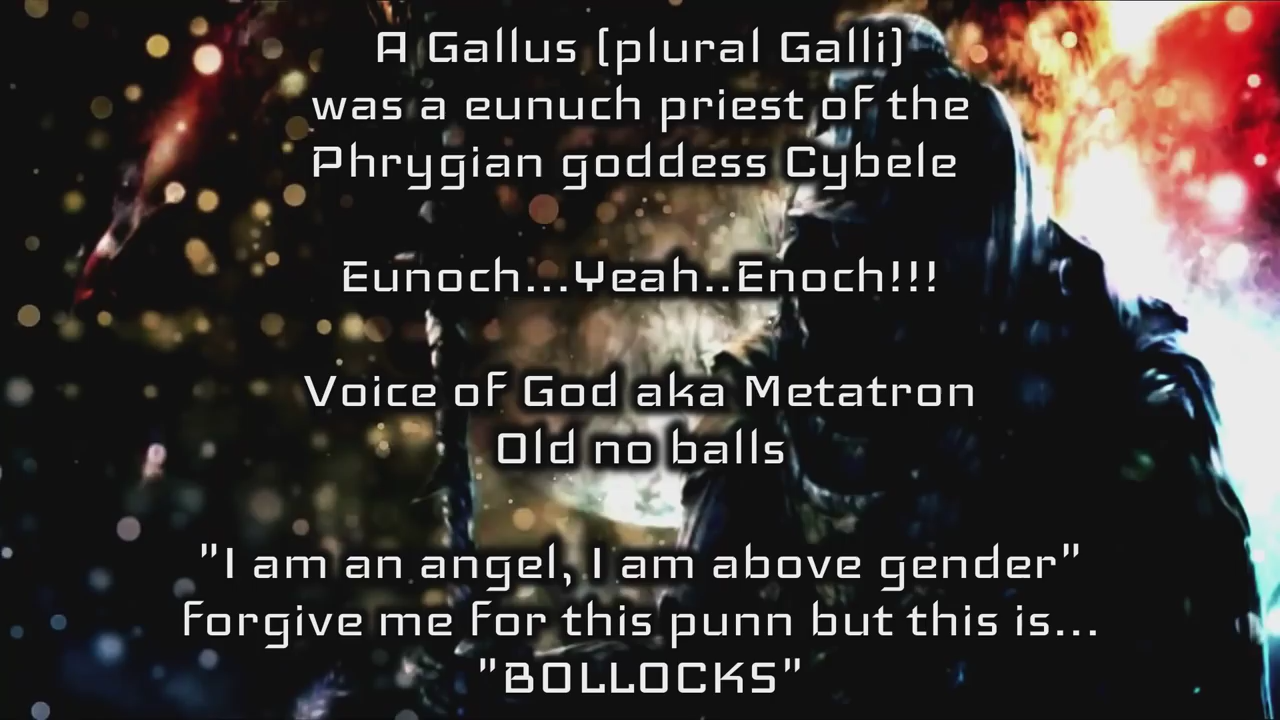 A Gallus (plural Galli)
was a eunuch priest of the
Phrygian goddess Cybele
Eunoch...Yeah..Enoch!!!
Voice of God aka Metatron
Old no balls
"I am an angel, I am above gender"
forgive me for this punn but this is...
"BOLLOCKS"